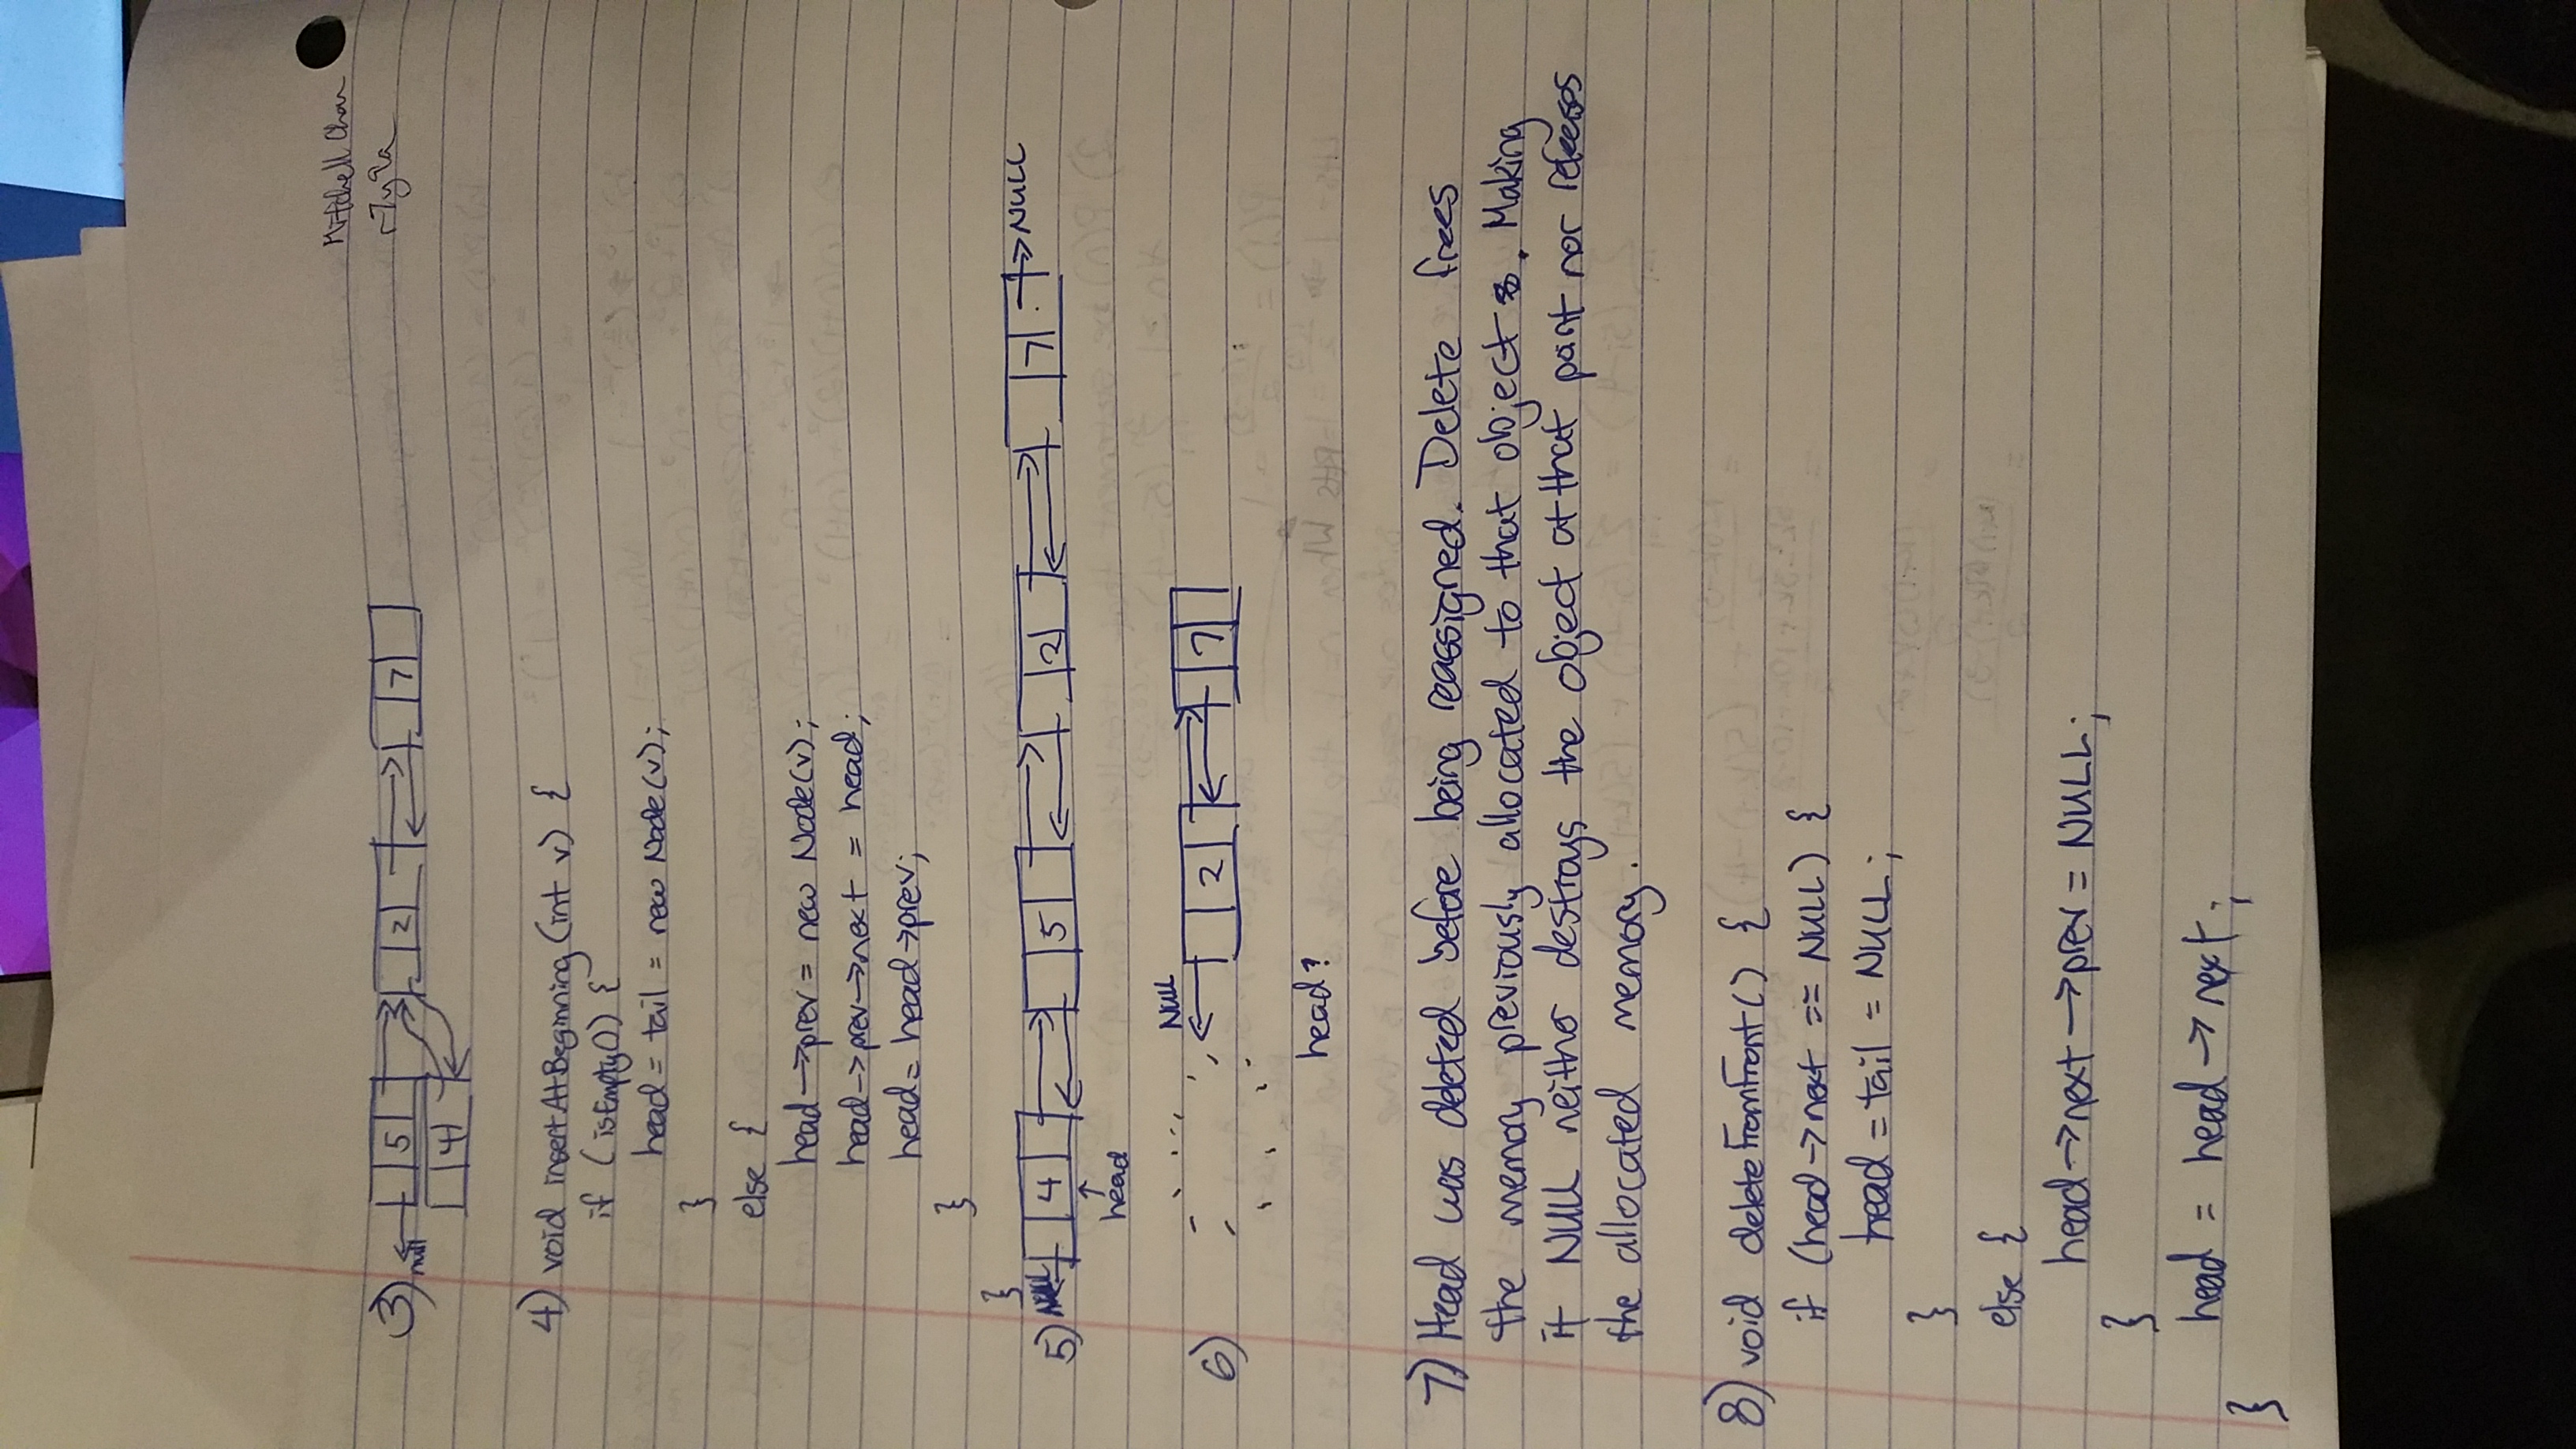 Mitchell Chan
r7y9a
3) null 5 2 7
4
4) void insertAtBeginning (int v) {
if (isEmpty()) {
head = tail = new Node(v);
}
else {
head->prev = new Node(v);
head->prev->next = head;
head = head->prev;
}
}
5) NULL 4 5 2 7 NULL
head
6) NULL 2 7
head?
7) Head was deleted before being reassigned. Delete frees
the memory previously allocated to that object. Making
it NULL neither destroys the object at that point nor releases
the allocated memory.
8) void deleteFromFront() {
if (head->next == NULL) {
head = tail = NULL;
}
else {
head->next->prev = NULL;
}
head = head->next;
}